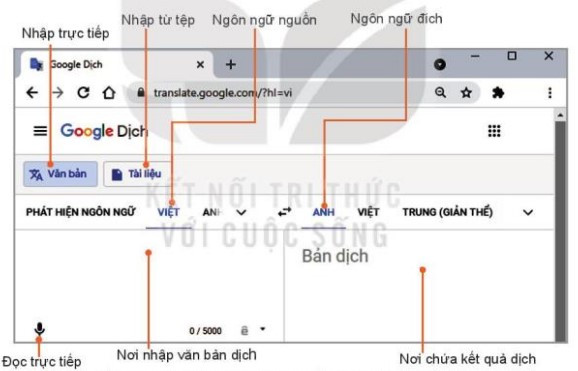 Nhập trực tiếp
Nhập từ tệp
Ngôn ngữ nguồn
Ngôn ngữ đích
Google Dịch
translate.google.com/?hl=vi
Google Dịch
Văn bản
Tài liệu
KẾT NỐI TRI THỨC
VỚI CUỘC SỐNG
PHÁT HIỆN NGÔN NGỮ VIỆT ANH ANH VIỆT TRUNG (GIẢN THỂ)
Bản dịch
0 / 5000
Đọc trực tiếp
Nơi nhập văn bản dịch
Nơi chứa kết quả dịch